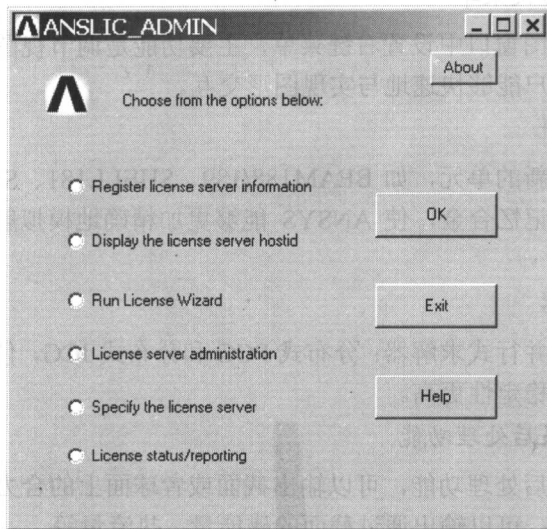 ANSLIC_ADMIN
About
Choose from the options below:
Register license server information
OK
Display the license server hostid
Run License Wizard
Exit
License server administration
Specify the license server
Help
License status/reporting